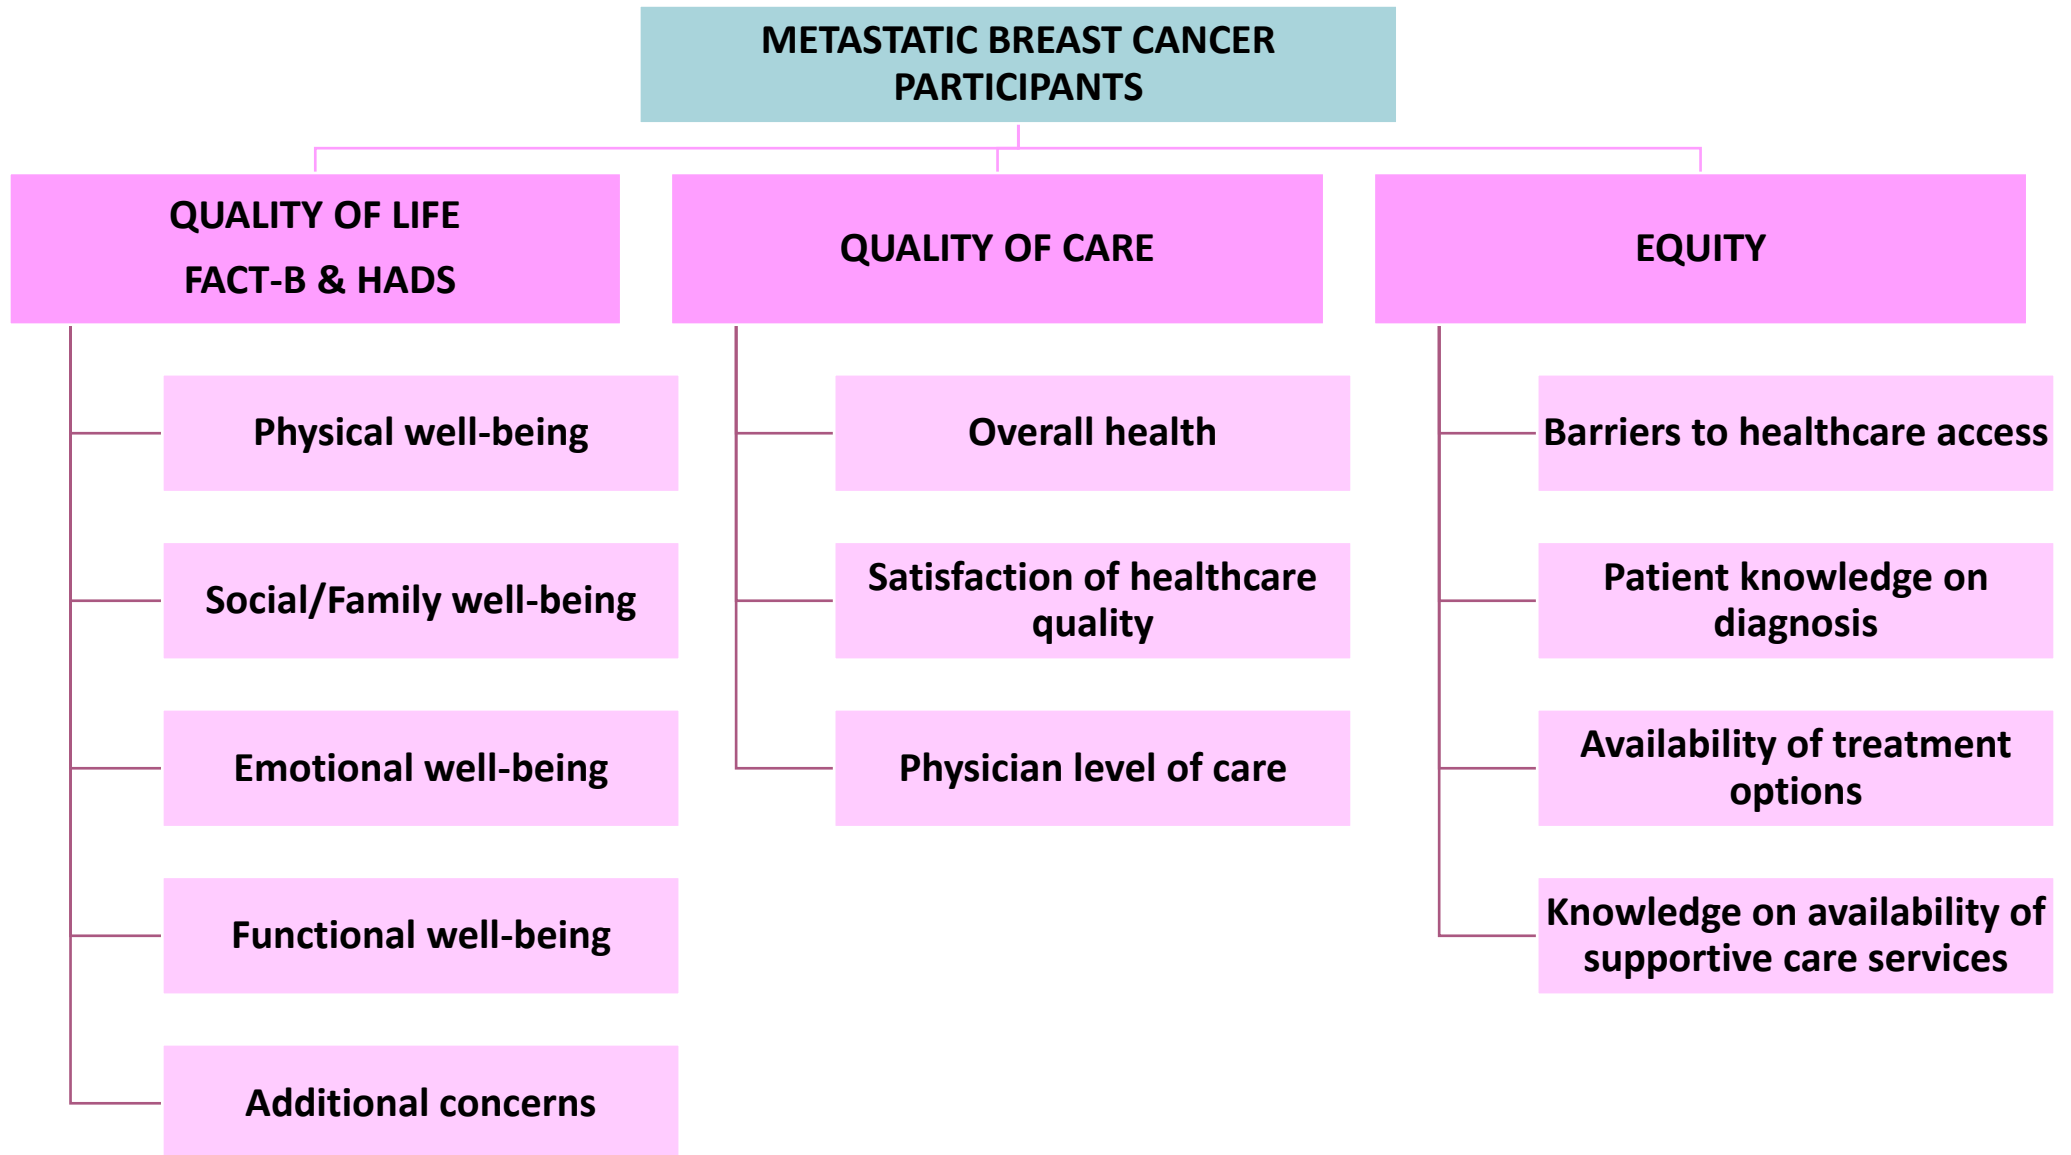 METASTATIC BREAST CANCER
PARTICIPANTS
QUALITY OF LIFE
FACT-B & HADS
Physical well-being
Social/Family well-being
Emotional well-being
Functional well-being
Additional concerns
QUALITY OF CARE
Overall health
Satisfaction of healthcare
quality
Physician level of care
EQUITY
Barriers to healthcare access
Patient knowledge on
diagnosis
Availability of treatment
options
Knowledge on availability of
supportive care services